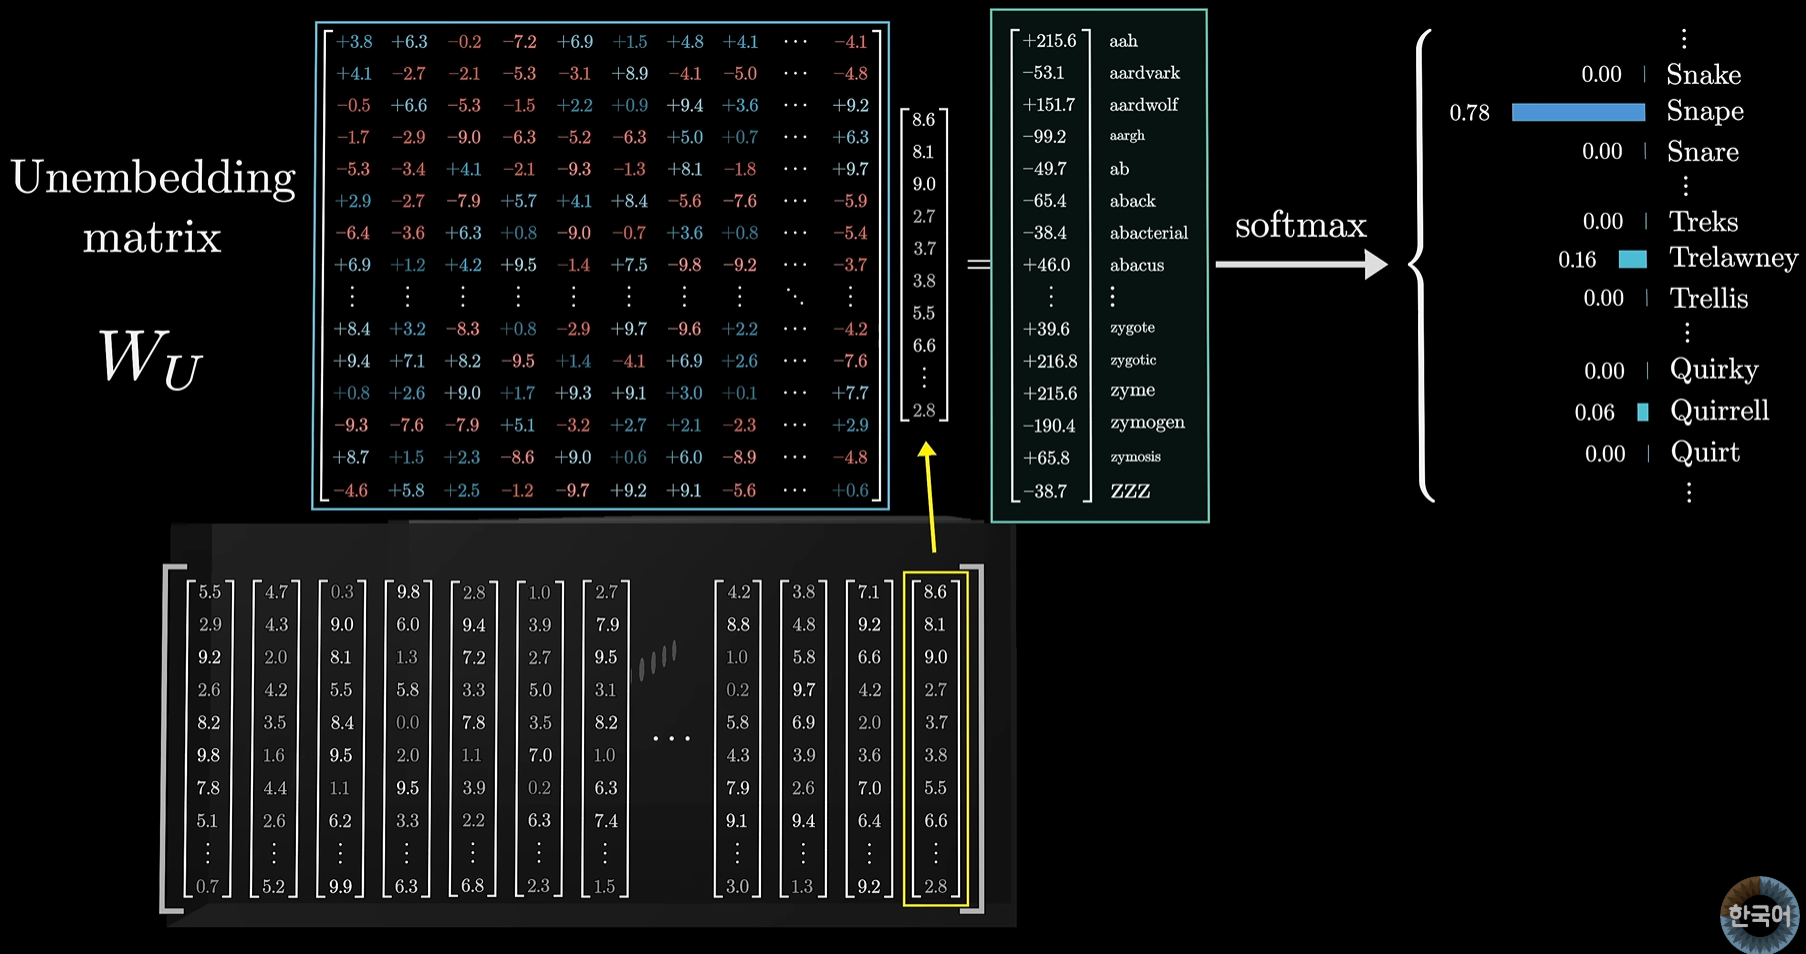 Unembedding
matrix
W_U
+3.8 +6.3 −0.2 −7.2 +6.9 +1.5 +4.8 +4.1 ⋯ −4.1
+4.1 −2.7 −2.1 −5.3 −3.1 +8.9 −4.1 −5.0 ⋯ −4.8
−0.5 +6.6 −5.3 −1.5 +2.2 +0.9 +9.4 +3.6 ⋯ +9.2
−1.7 −2.9 −9.0 −6.3 −5.2 −6.3 +5.0 +0.7 ⋯ +6.3
−5.3 −3.4 +4.1 −2.1 −9.3 −1.3 +8.1 −1.8 ⋯ +9.7
+2.9 −2.7 −7.9 +5.7 +4.1 +8.4 −5.6 −7.6 ⋯ −5.9
−6.4 −3.6 +6.3 +0.8 −9.0 −0.7 +3.6 +0.8 ⋯ −5.4
+6.9 +1.2 +4.2 +9.5 −1.4 +7.5 −9.8 −9.2 ⋯ −3.7
⋮ ⋮ ⋮ ⋮ ⋮ ⋮ ⋮ ⋮ ⋱ ⋮
+8.4 +3.2 −8.3 +0.8 −2.9 +9.7 −9.6 +2.2 ⋯ −4.2
+9.4 +7.1 +8.2 −9.5 +1.4 −4.1 +6.9 +2.6 ⋯ −7.6
+0.8 +2.6 +9.0 +1.7 +9.3 +9.1 +3.0 +0.1 ⋯ +7.7
−9.3 −7.6 −7.9 +5.1 −3.2 +2.7 +2.1 −2.3 ⋯ +2.9
+8.7 +1.5 +2.3 −8.6 +9.0 +0.6 +6.0 −8.9 ⋯ −4.8
−4.6 +5.8 +2.5 −1.2 −9.7 +9.2 +9.1 −5.6 ⋯ +0.6
8.6
8.1
9.0
2.7
3.7
3.8
5.5
6.6
⋮
2.8
=
+215.6 aah
−53.1 aardvark
+151.7 aardwolf
−99.2 aargh
−49.7 ab
−65.4 aback
−38.4 abacterial
+46.0 abacus
⋮ ⋮
+39.6 zygote
+216.8 zygotic
+215.6 zyme
−190.4 zymogen
+65.8 zymosis
−38.7 ZZZ
softmax
⋮
0.00 Snake
0.78 Snape
0.00 Snare
⋮
0.00 Treks
0.16 Trelawney
0.00 Trellis
⋮
0.00 Quirky
0.06 Quirrell
0.00 Quirt
⋮
5.5 4.7 0.3 9.8 2.8 1.0 2.7 4.2 3.8 7.1 8.6
2.9 4.3 9.0 6.0 9.4 3.9 7.9 8.8 4.8 9.2 8.1
9.2 2.0 8.1 1.3 7.2 2.7 9.5 1.0 5.8 6.6 9.0
2.6 4.2 5.5 5.8 3.3 5.0 3.1 0.2 9.7 4.2 2.7
8.2 3.5 8.4 0.0 7.8 3.5 8.2 5.8 6.9 2.0 3.7
9.8 1.6 9.5 2.0 1.1 7.0 1.0 ⋯ 4.3 3.9 3.6 3.8
7.8 4.4 1.1 9.5 3.9 0.2 6.3 7.9 2.6 7.0 5.5
5.1 2.6 6.2 3.3 2.2 6.3 7.4 9.1 9.4 6.4 6.6
⋮ ⋮ ⋮ ⋮ ⋮ ⋮ ⋮ ⋮ ⋮ ⋮ ⋮
0.7 5.2 9.9 6.3 6.8 2.3 1.5 3.0 1.3 9.2 2.8
한국어